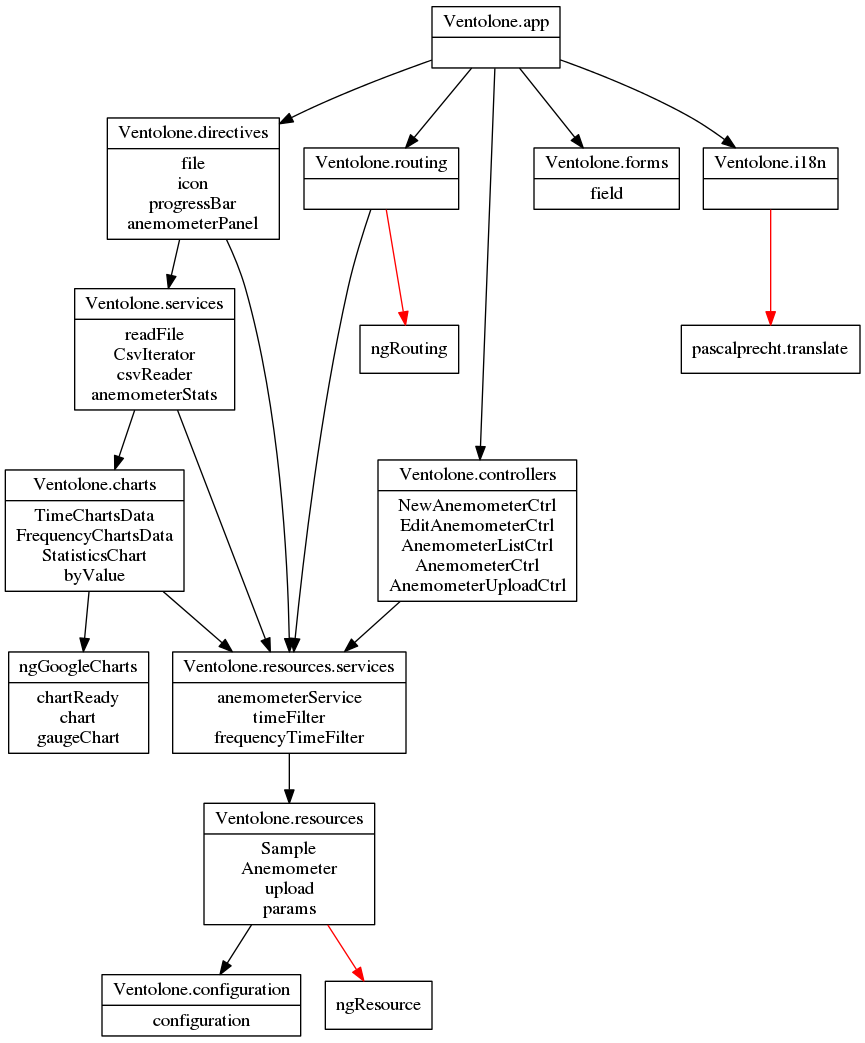 Ventolone.app
Ventolone.directives
file
icon
progressBar
anemometerPanel
Ventolone.routing
Ventolone.forms
field
Ventolone.i18n
Ventolone.services
readFile
CsvIterator
csvReader
anemometerStats
ngRouting
pascalprecht.translate
Ventolone.charts
TimeChartsData
FrequencyChartsData
StatisticsChart
byValue
Ventolone.controllers
NewAnemometerCtrl
EditAnemometerCtrl
AnemometerListCtrl
AnemometerCtrl
AnemometerUploadCtrl
ngGoogleCharts
chartReady
chart
gaugeChart
Ventolone.resources.services
anemometerService
timeFilter
frequencyTimeFilter
Ventolone.resources
Sample
Anemometer
upload
params
Ventolone.configuration
configuration
ngResource